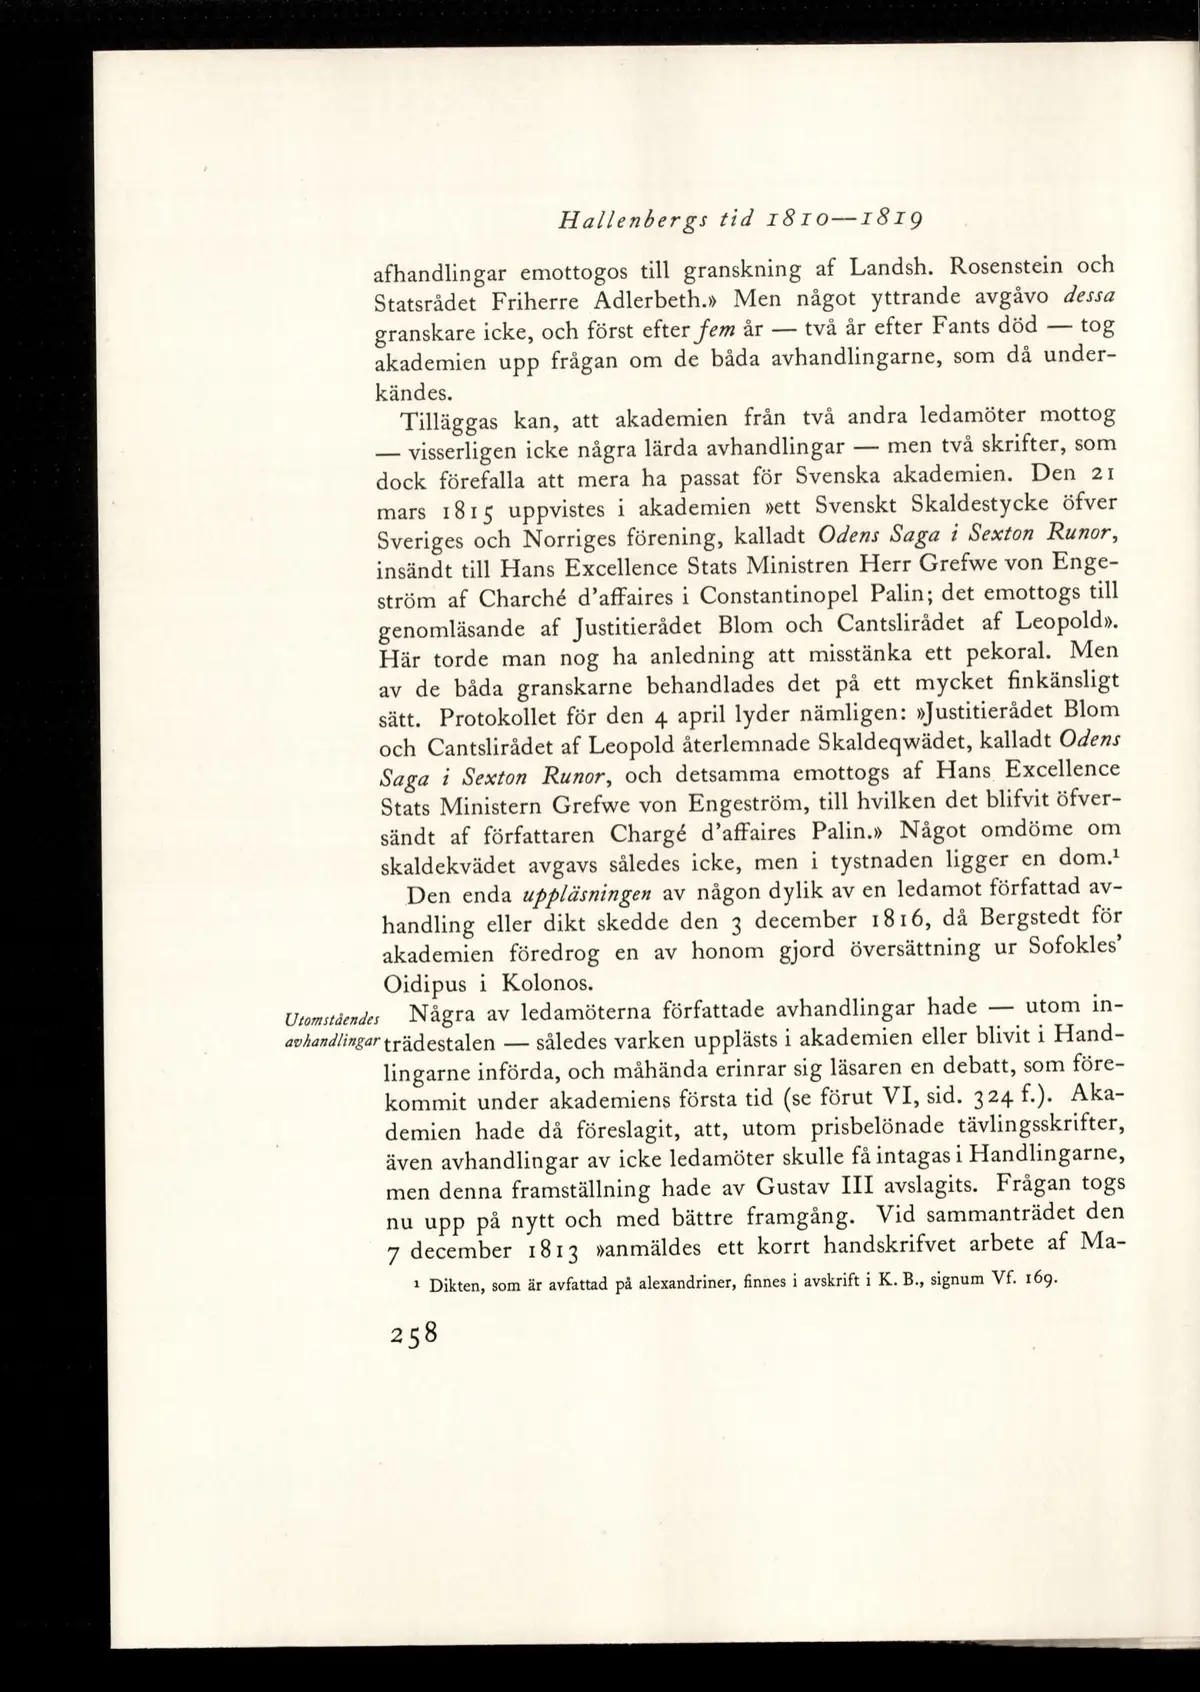 Hallenbergs tid 1810—1819
afhandlingar emottogos till granskning af Landsh. Rosenstein och
Statsrådet Friherre Adlerbeth.» Men något yttrande avgåvo dessa
granskare icke, och först efter fem år — två år efter Fants död — tog
akademien upp frågan om de båda avhandlingarne, som då under-
kändes.
Tilläggas kan, att akademien från två andra ledamöter mottog
— visserligen icke några lärda avhandlingar — men två skrifter, som
dock förefalla att mera ha passat för Svenska akademien. Den 21
mars 1815 uppvistes i akademien »ett Svenskt Skaldestycke öfver
Sveriges och Norriges förening, kalladt Odens Saga i Sexton Runor,
insändt till Hans Excellence Stats Ministren Herr Grefwe von Enge-
ström af Charché d'affaires i Constantinopel Palin; det emottogs till
genomläsande af Justitierådet Blom och Cantslirådet af Leopold».
Här torde man nog ha anledning att misstänka ett pekoral. Men
av de båda granskarne behandlades det på ett mycket finkänsligt
sätt. Protokollet för den 4 april lyder nämligen: »Justitierådet Blom
och Cantslirådet af Leopold återlemnade Skaldeqwädet, kalladt Odens
Saga i Sexton Runor, och detsamma emottogs af Hans Excellence
Stats Ministern Grefwe von Engeström, till hvilken det blifvit öfver-
sändt af författaren Chargé d'affaires Palin.» Något omdöme om
skaldekvädet avgavs således icke, men i tystnaden ligger en dom.¹
Den enda uppläsningen av någon dylik av en ledamot författad av-
handling eller dikt skedde den 3 december 1816, då Bergstedt för
akademien föredrog en av honom gjord översättning ur Sofokles'
Oidipus i Kolonos.
Utomståendes
avhandlingar
Några av ledamöterna författade avhandlingar hade — utom in-
trädestalen — således varken upplästs i akademien eller blivit i Hand-
lingarne införda, och måhända erinrar sig läsaren en debatt, som före-
kommit under akademiens första tid (se förut VI, sid. 324 f.). Aka-
demien hade då föreslagit, att, utom prisbelönade tävlingsskrifter,
även avhandlingar av icke ledamöter skulle få intagas i Handlingarne,
men denna framställning hade av Gustav III avslagits. Frågan togs
nu upp på nytt och med bättre framgång. Vid sammanträdet den
7 december 1813 »anmäldes ett korrt handskrifvet arbete af Ma-
¹ Dikten, som är avfattad på alexandriner, finnes i avskrift i K. B., signum Vf. 169.
258